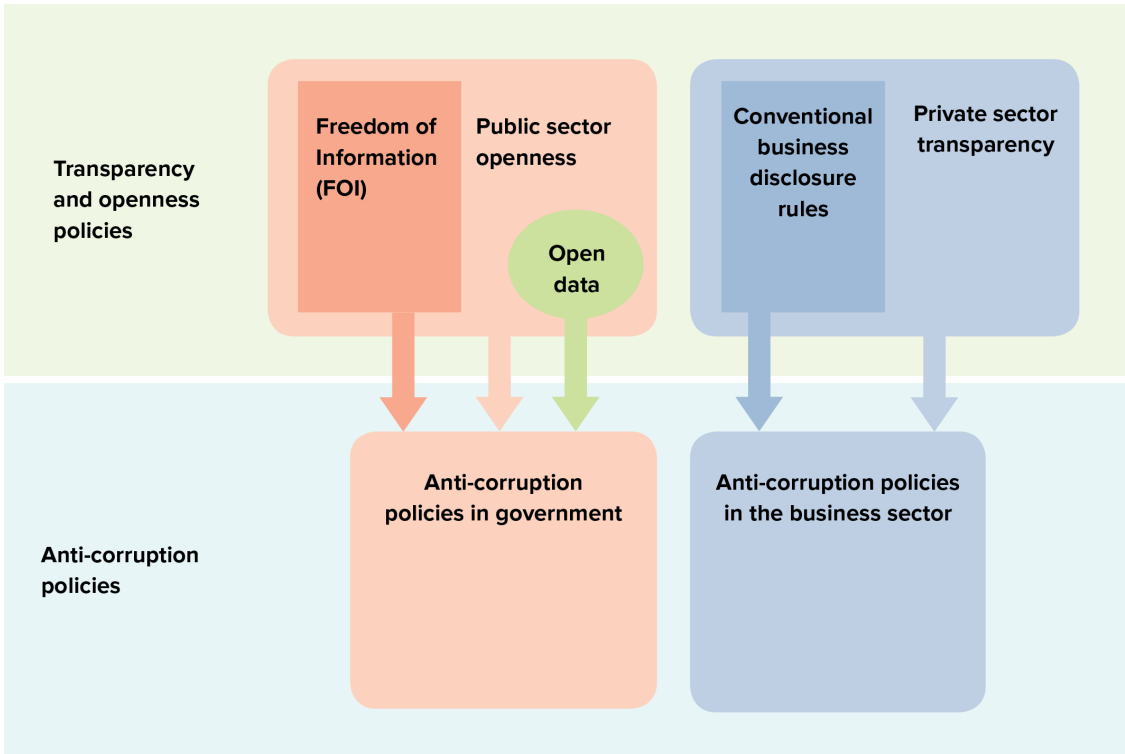 Transparency
and openness
policies
Freedom of
Information
(FOI)
Public sector
openness
Open
data
Conventional
business
disclosure
rules
Private sector
transparency
Anti-corruption
policies
Anti-corruption
policies in government
Anti-corruption policies
in the business sector